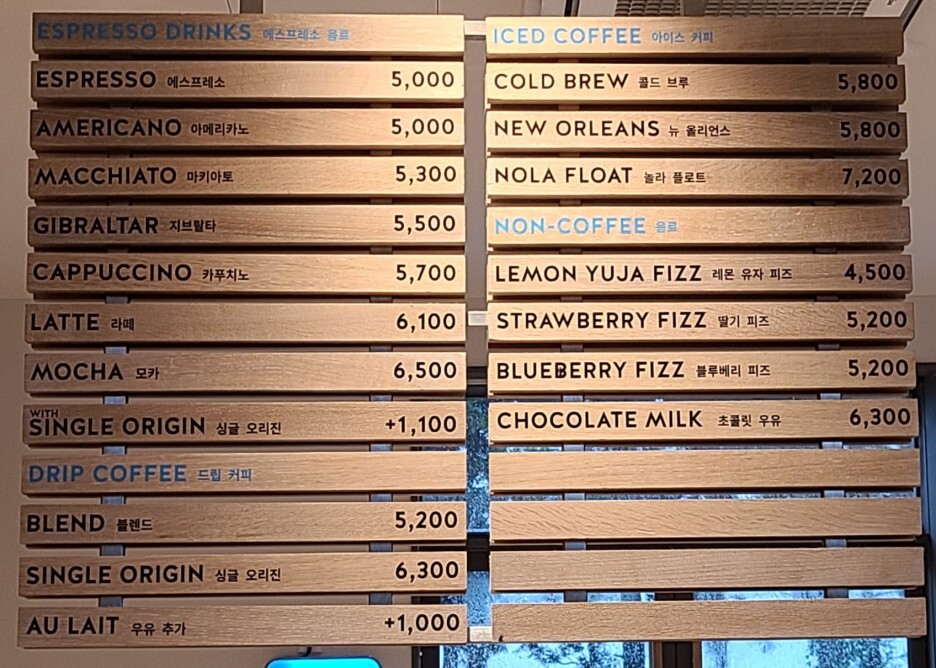 ESPRESSO DRINKS 에스프레소 음료
ESPRESSO 에스프레소 5,000
AMERICANO 아메리카노 5,000
MACCHIATO 마키아토 5,300
GIBRALTAR 지브랄타 5,500
CAPPUCCINO 카푸치노 5,700
LATTE 라떼 6,100
MOCHA 모카 6,500
WITH
SINGLE ORIGIN 싱글 오리진 +1,100
DRIP COFFEE 드립 커피
BLEND 블렌드 5,200
SINGLE ORIGIN 싱글 오리진 6,300
AU LAIT 우유 추가 +1,000
ICED COFFEE 아이스 커피
COLD BREW 콜드 브루 5,800
NEW ORLEANS 뉴 올리언스 5,800
NOLA FLOAT 놀라 플로트 7,200
NON-COFFEE 음료
LEMON YUJA FIZZ 레몬 유자 피즈 4,500
STRAWBERRY FIZZ 딸기 피즈 5,200
BLUEBERRY FIZZ 블루베리 피즈 5,200
CHOCOLATE MILK 초콜릿 우유 6,300